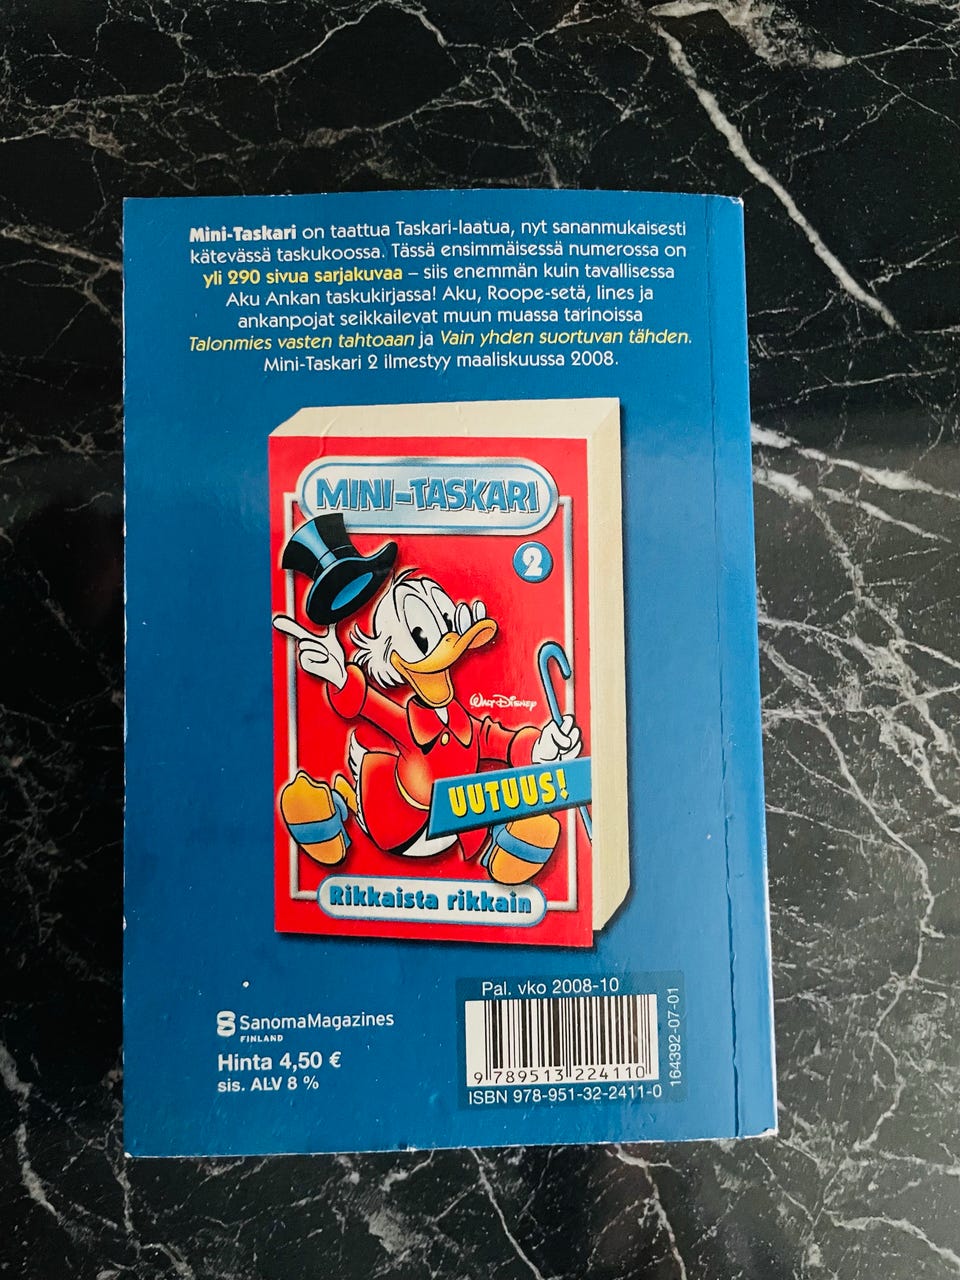 Mini-Taskari on taattua Taskari-laatua, nyt sananmukaisesti
kätevässä taskukoossa. Tässä ensimmäisessä numerossa on
yli 290 sivua sarjakuvaa – siis enemmän kuin tavallisessa
Aku Ankan taskukirjassa! Aku, Roope-setä, Iines ja
ankanpojat seikkailevat muun muassa tarinoissa
Talonmies vasten tahtoaan ja Vain yhden suortuvan tähden.
Mini-Taskari 2 ilmestyy maaliskuussa 2008.
MINI-TASKARI
2
WALT DISNEY
UUTUUS!
Rikkaista rikkain
SanomaMagazines
FINLAND
Hinta 4,50 €
sis. ALV 8 %
Pal. vko 2008-10
9 789513 224110
ISBN 978-951-32-2411-0
164392-07-01